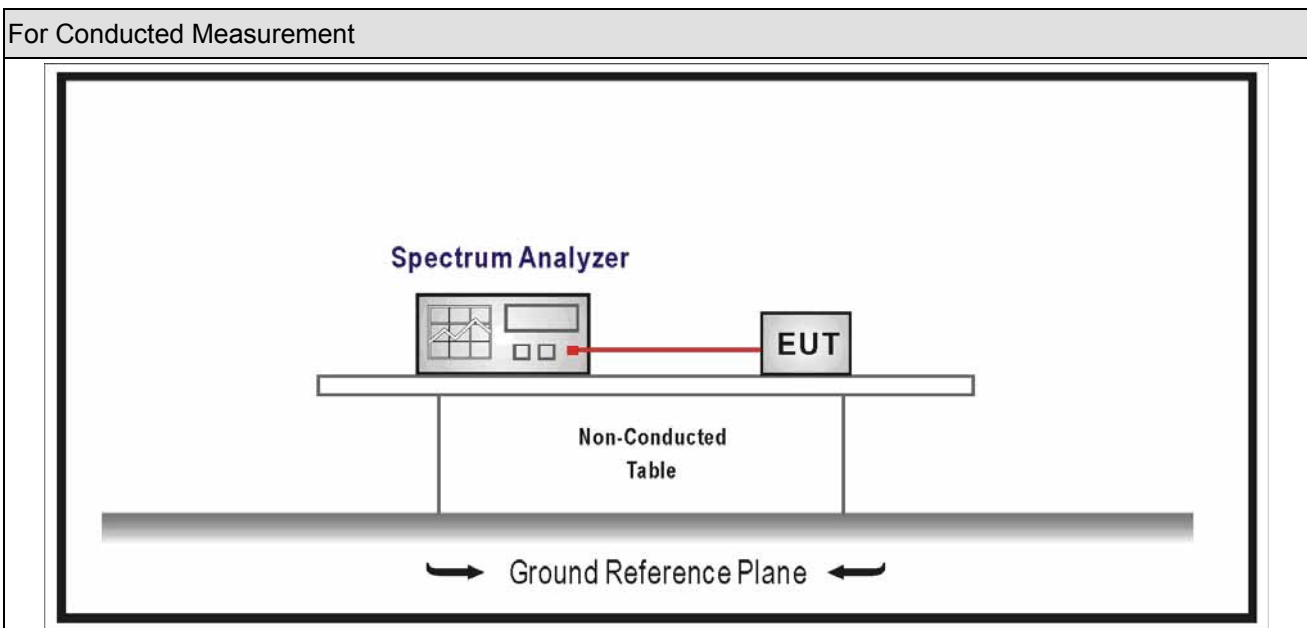 For Conducted Measurement
Spectrum Analyzer
EUT
Non-Conducted
Table
Ground Reference Plane